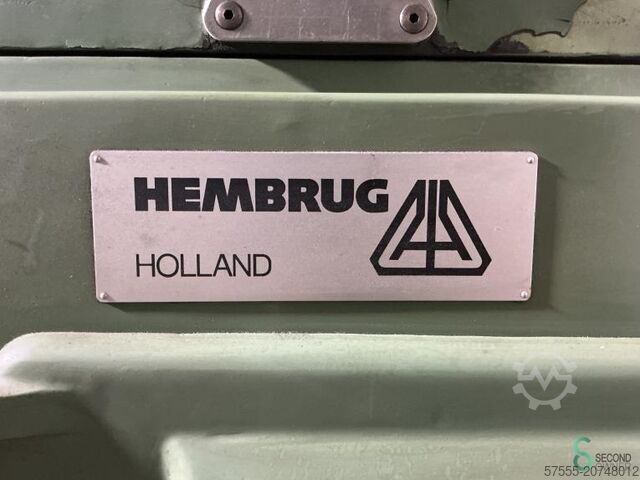 HEMBRUG
HOLLAND
SECOND
57555-20748012